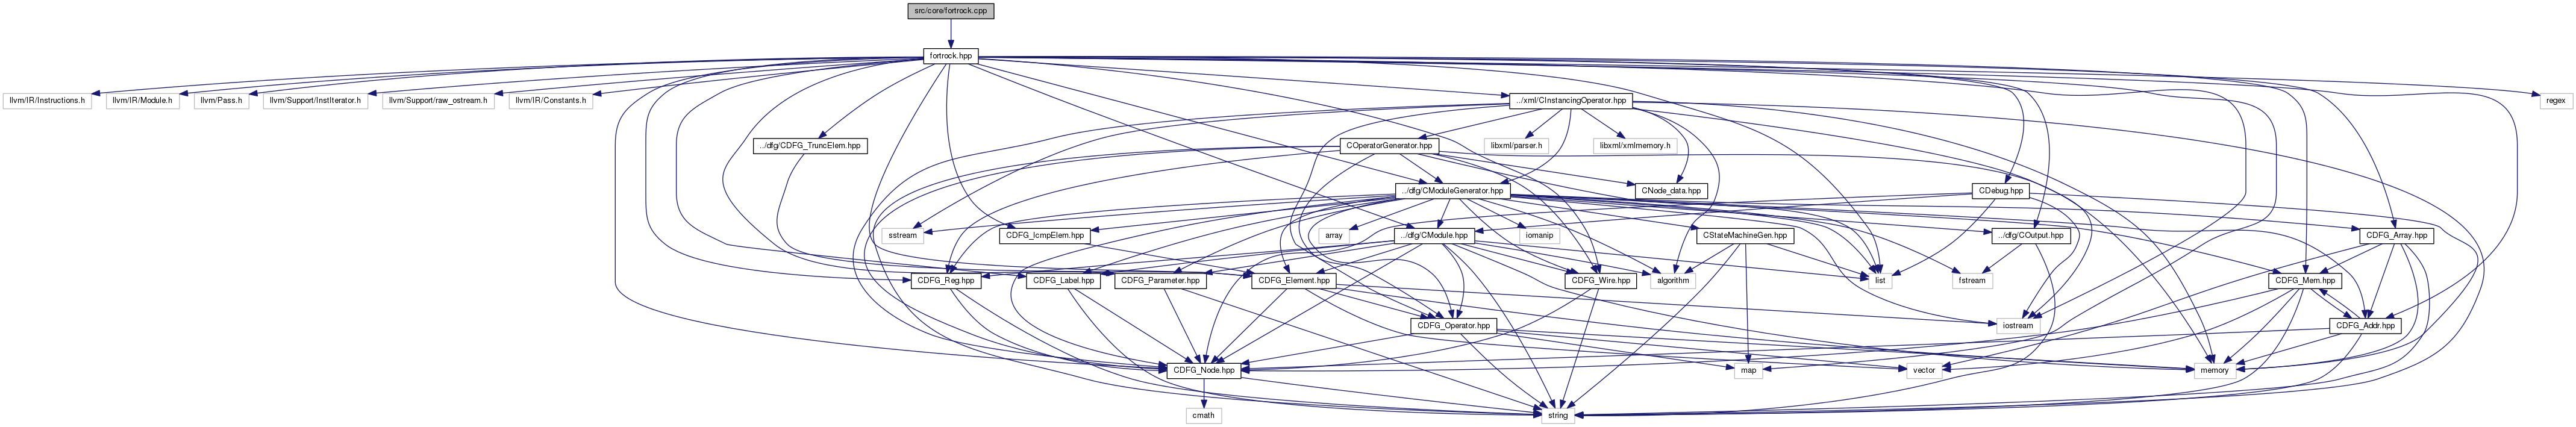 src/core/fortrock.cpp
fortrock.hpp
llvm/IR/Instructions.h
llvm/IR/Module.h
llvm/Pass.h
llvm/Support/InstIterator.h
llvm/Support/raw_ostream.h
llvm/IR/Constants.h
../xml/CInstancingOperator.hpp
regex
../dfg/CDFG_TruncElem.hpp
COperatorGenerator.hpp
libxml/parser.h
libxml/xmlmemory.h
../dfg/CModuleGenerator.hpp
CNode_data.hpp
CDebug.hpp
sstream
CDFG_IcmpElem.hpp
array
../dfg/CModule.hpp
iomanip
CStateMachineGen.hpp
../dfg/COutput.hpp
CDFG_Array.hpp
CDFG_Reg.hpp
CDFG_Label.hpp
CDFG_Parameter.hpp
CDFG_Element.hpp
CDFG_Wire.hpp
algorithm
list
fstream
CDFG_Mem.hpp
CDFG_Operator.hpp
iostream
CDFG_Addr.hpp
CDFG_Node.hpp
map
vector
memory
cmath
string